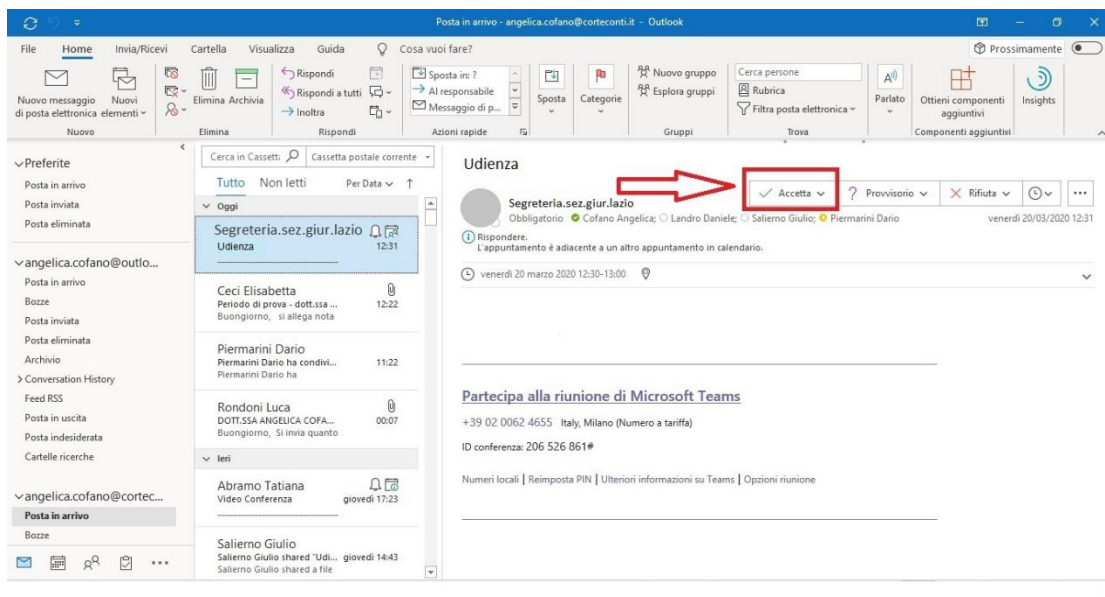 Posta in arrivo - angelica.cofano@corteconti.it - Outlook
File Home Invia/Ricevi Cartella Visualizza Guida Cosa vuoi fare? Prossimamente
Nuovo messaggio di posta elettronica
Nuovi elementi
Nuovo
Elimina Archivia
Elimina
Rispondi
Rispondi a tutti
Inoltra
Rispondi
Sposta in: ?
Al responsabile
Messaggio di p...
Azioni rapide
Sposta
Categorie
Nuovo gruppo
Esplora gruppi
Gruppi
Cerca persone
Rubrica
Filtra posta elettronica
Trova
Parlato
Ottieni componenti aggiuntivi
Componenti aggiuntivi
Insights
Preferite
Posta in arrivo
Posta inviata
Posta eliminata
angelica.cofano@outlo...
Posta in arrivo
Bozze
Posta inviata
Posta eliminata
Archivio
Conversation History
Feed RSS
Posta in uscita
Posta indesiderata
Cartelle ricerche
angelica.cofano@cortec...
Posta in arrivo
Bozze
Cerca in Cassett. Cassetta postale corrente
Tutto Non letti Per Data
Oggi
Segreteria.sez.giur.lazio
Udienza 12:31
Ceci Elisabetta
Periodo di prova - dott.ssa ... 12:22
Buongiorno, si allega nota
Piermarini Dario
Piermarini Dario ha condivi... 11:22
Piermarini Dario ha
Rondoni Luca
DOTT.SSA ANGELICA COFA... 00:07
Buongiorno, Si invia quanto
Ieri
Abramo Tatiana
Video Conferenza giovedì 17:23
Salierno Giulio
Salierno Giulio shared "Udi... giovedì 14:43
Salierno Giulio shared a file
Udienza
Accetta Provvisorio Rifiuta
Segreteria.sez.giur.lazio
Obbligatorio Cofano Angelica; Landro Daniele; Salierno Giulio; Piermarini Dario venerdì 20/03/2020 12:31
Rispondere.
L'appuntamento è adiacente a un altro appuntamento in calendario.
venerdì 20 marzo 2020 12:30-13:00
Partecipa alla riunione di Microsoft Teams
+39 02 0062 4655 Italy, Milano (Numero a tariffa)
ID conferenza: 206 526 861#
Numeri locali | Reimposta PIN | Ulteriori informazioni su Teams | Opzioni riunione